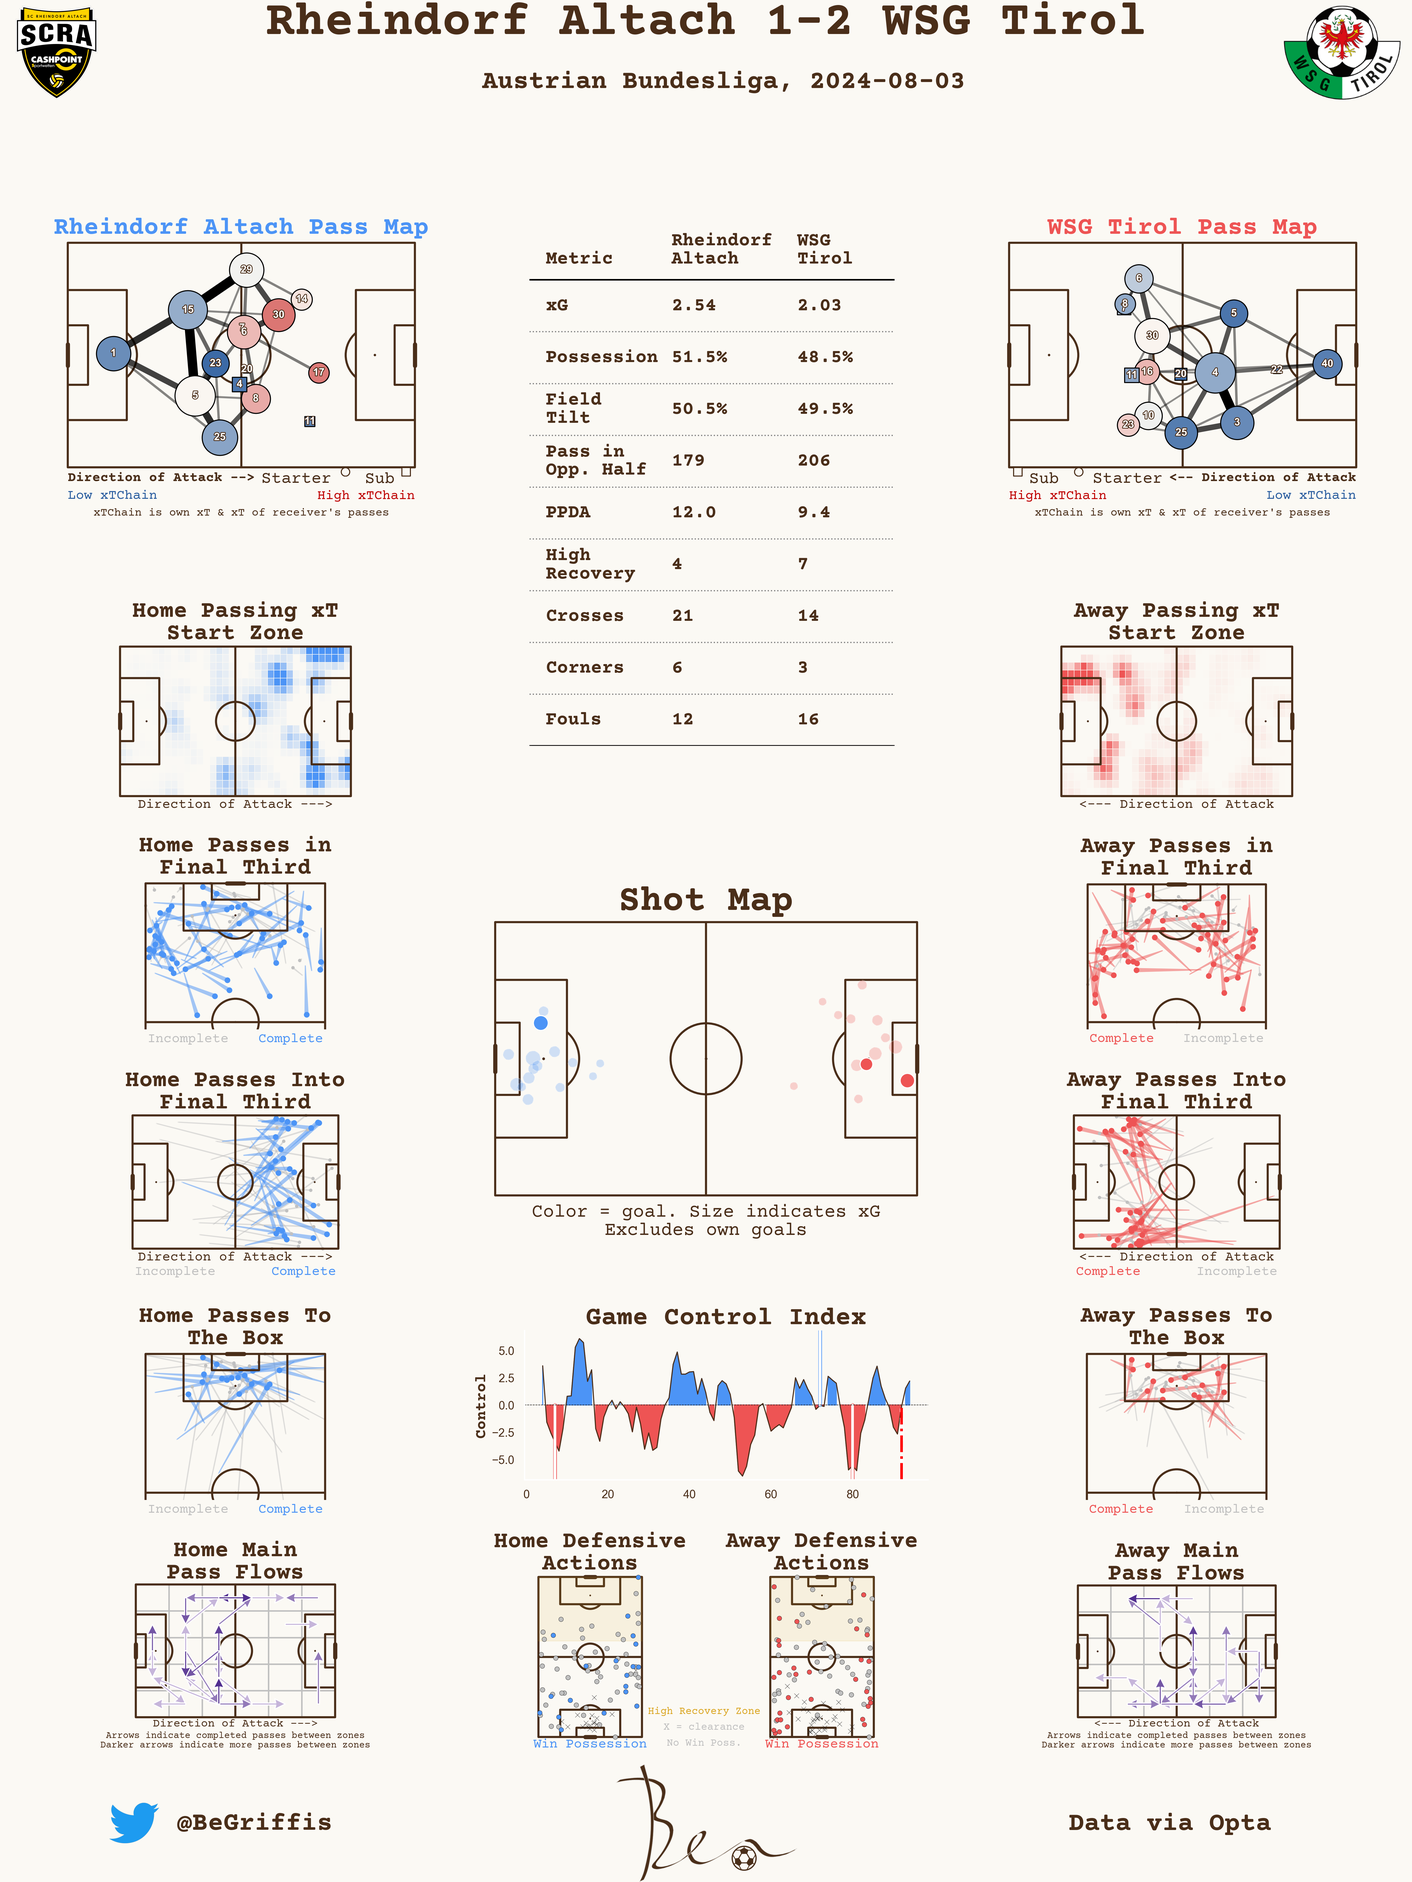 Rheindorf Altach 1-2 WSG Tirol
Austrian Bundesliga, 2024-08-03
SC RHEINDORF ALTACH
SCRA
CASHPOINT
WSG TIROL
Rheindorf Altach Pass Map
29
14
15
30
7
6
1
23
20
17
4
5
8
11
25
Direction of Attack --> Starter Sub
Low xTChain High xTChain
xTChain is own xT & xT of receiver's passes
Metric Rheindorf Altach WSG Tirol
xG 2.54 2.03
Possession 51.5% 48.5%
Field Tilt 50.5% 49.5%
Pass in Opp. Half 179 206
PPDA 12.0 9.4
High Recovery 4 7
Crosses 21 14
Corners 6 3
Fouls 12 16
WSG Tirol Pass Map
6
8
5
30
40
11
16
20
4
22
10
23
25
3
Sub Starter <-- Direction of Attack
High xTChain Low xTChain
xTChain is own xT & xT of receiver's passes
Home Passing xT
Start Zone
Direction of Attack --->
Away Passing xT
Start Zone
<--- Direction of Attack
Home Passes in
Final Third
Incomplete Complete
Away Passes in
Final Third
Complete Incomplete
Shot Map
Color = goal. Size indicates xG
Excludes own goals
Home Passes Into
Final Third
Direction of Attack --->
Incomplete Complete
Away Passes Into
Final Third
<--- Direction of Attack
Complete Incomplete
Home Passes To
The Box
Incomplete Complete
Game Control Index
Control
5.0
2.5
0.0
−2.5
−5.0
0 20 40 60 80
Away Passes To
The Box
Complete Incomplete
Home Main
Pass Flows
Direction of Attack --->
Arrows indicate completed passes between zones
Darker arrows indicate more passes between zones
Home Defensive
Actions
Win Possession
High Recovery Zone
X = clearance
No Win Poss.
Away Defensive
Actions
Win Possession
Away Main
Pass Flows
<--- Direction of Attack
Arrows indicate completed passes between zones
Darker arrows indicate more passes between zones
@BeGriffis
Ben
Data via Opta